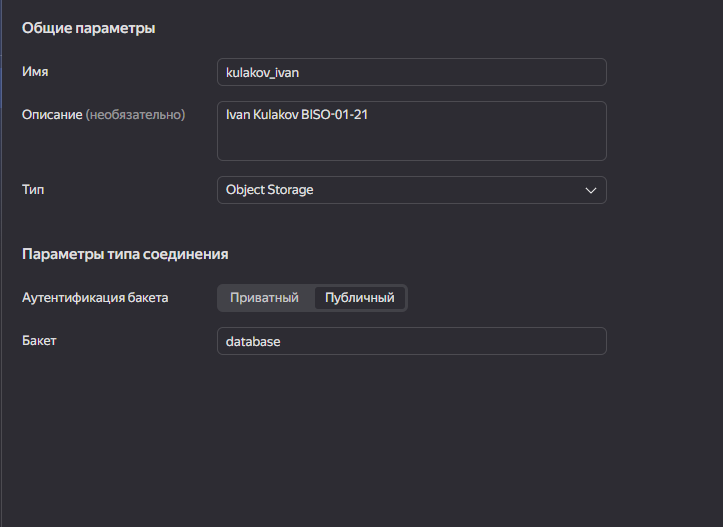 Общие параметры
Имя
kulakov_ivan
Описание (необязательно)
Ivan Kulakov BISO-01-21
Тип
Object Storage
Параметры типа соединения
Аутентификация бакета
Приватный Публичный
Бакет
database